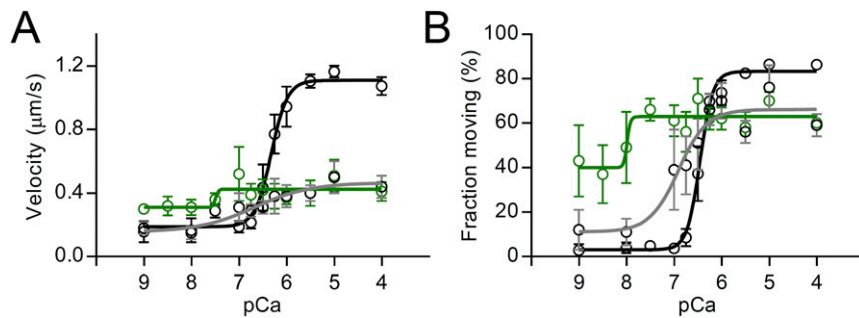 A
Velocity (μm/s)
1.2
0.8
0.4
0.0
9 8 7 6 5 4
pCa
B
Fraction moving (%)
100
80
60
40
20
0
9 8 7 6 5 4
pCa